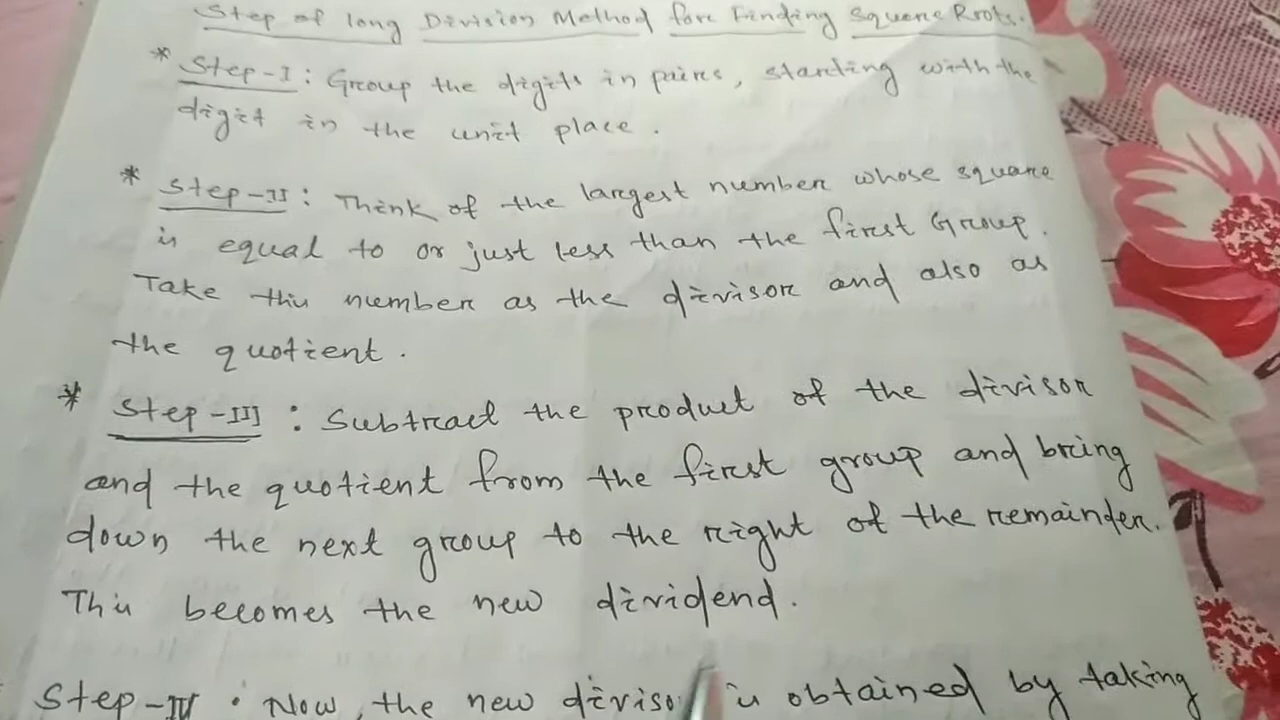 Step of long Division Method for Finding Square Roots.
* Step-I : Group the digits in pairs, starting with the
digit in the unit place.
* Step-II : Think of the largest number whose square
is equal to or just less than the first Group.
Take this number as the divisor and also as
the quotient.
* Step-III : Subtract the product of the divisor
and the quotient from the first group and bring
down the next group to the right of the remainder.
This becomes the new dividend.
Step-IV : Now, the new divisor is obtained by taking